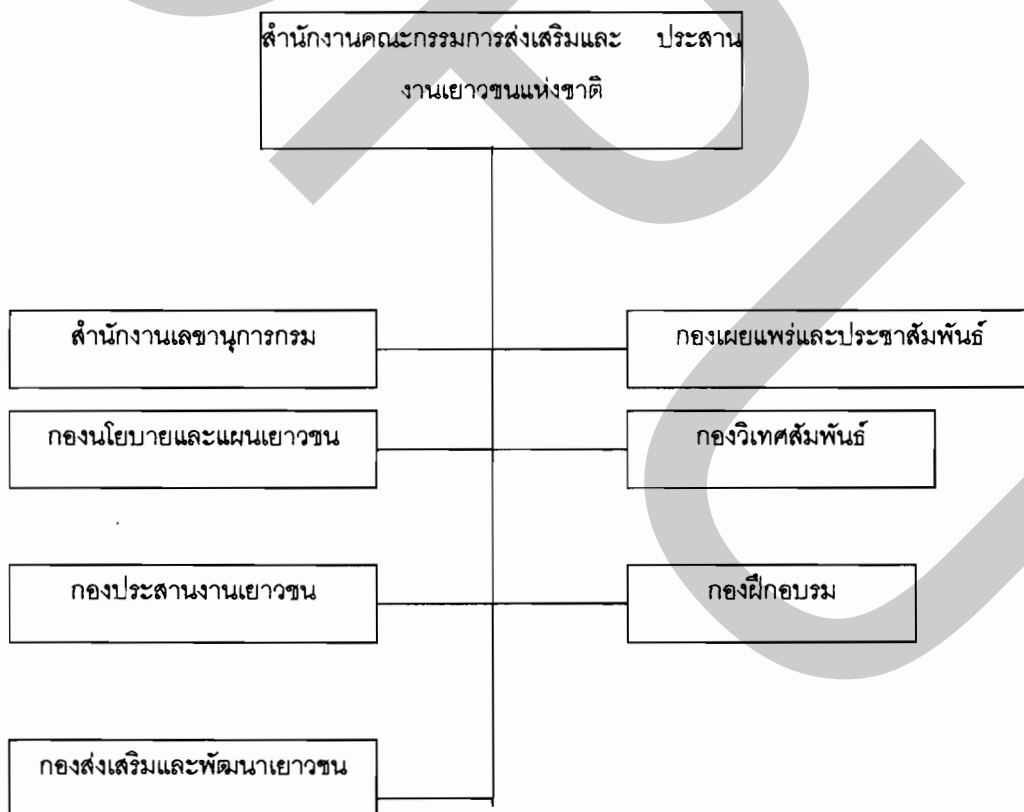 สำนักงานคณะกรรมการส่งเสริมและ ประสาน
งานเยาวชนแห่งชาติ
สำนักงานเลขานุการกรม
กองเผยแพร่และประชาสัมพันธ์
กองนโยบายและแผนเยาวชน
กองวิเทศสัมพันธ์
กองประสานงานเยาวชน
กองฝึกอบรม
กองส่งเสริมและพัฒนาเยาวชน